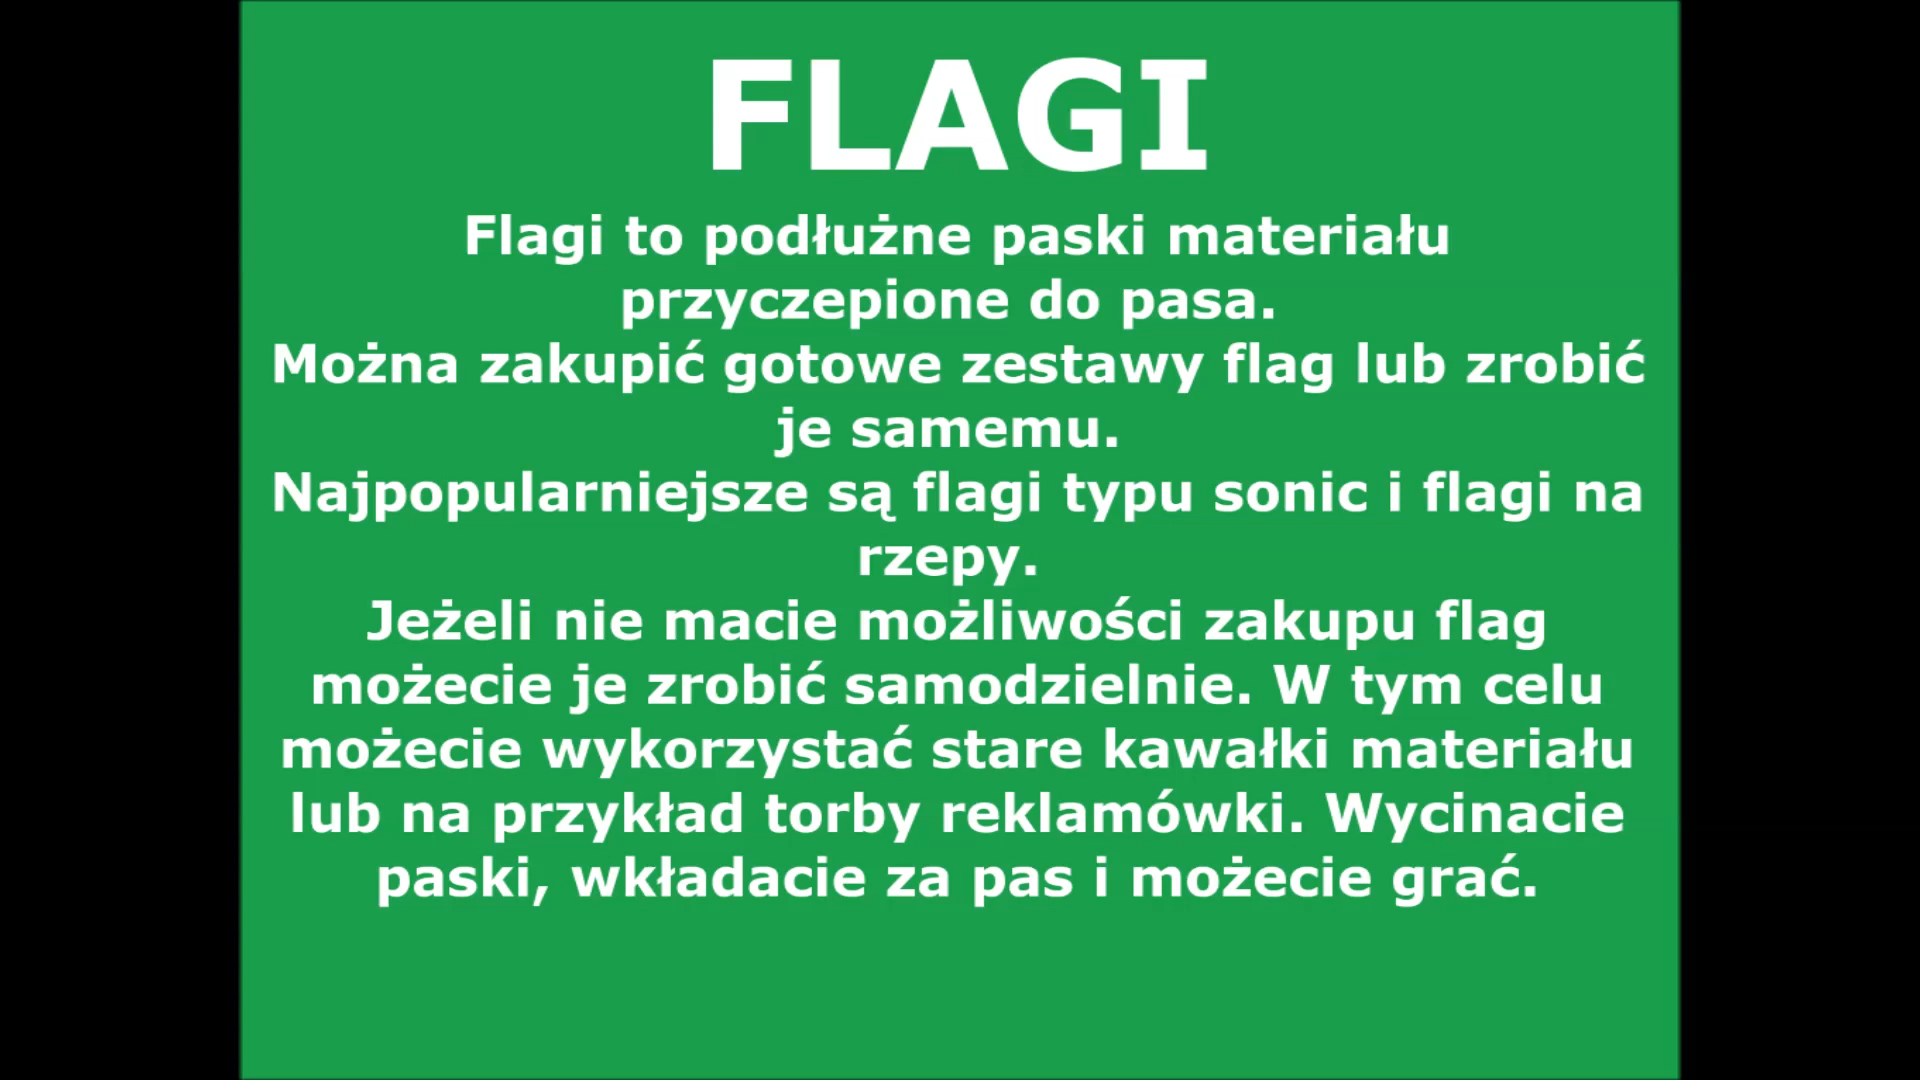 FLAGI
Flagi to podłużne paski materiału
przyczepione do pasa.
Można zakupić gotowe zestawy flag lub zrobić
je samemu.
Najpopularniejsze są flagi typu sonic i flagi na
rzepy.
Jeżeli nie macie możliwości zakupu flag
możecie je zrobić samodzielnie. W tym celu
możecie wykorzystać stare kawałki materiału
lub na przykład torby reklamówki. Wycinacie
paski, wkładacie za pas i możecie grać.